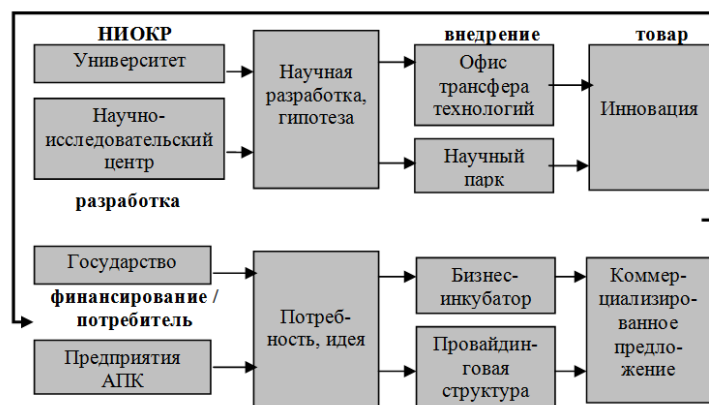 НИОКР
внедрение
товар
Университет
Научно-
исследовательский
центр
Научная
разработка,
гипотеза
Офис
трансфера
технологий
Научный
парк
Инновация
разработка
Государство
финансирование /
потребитель
Предприятия
АПК
Потреб-
ность, идея
Бизнес-
инкубатор
Провайдин-
говая
структура
Коммер-
циализиро-
ванное
предло-
жение